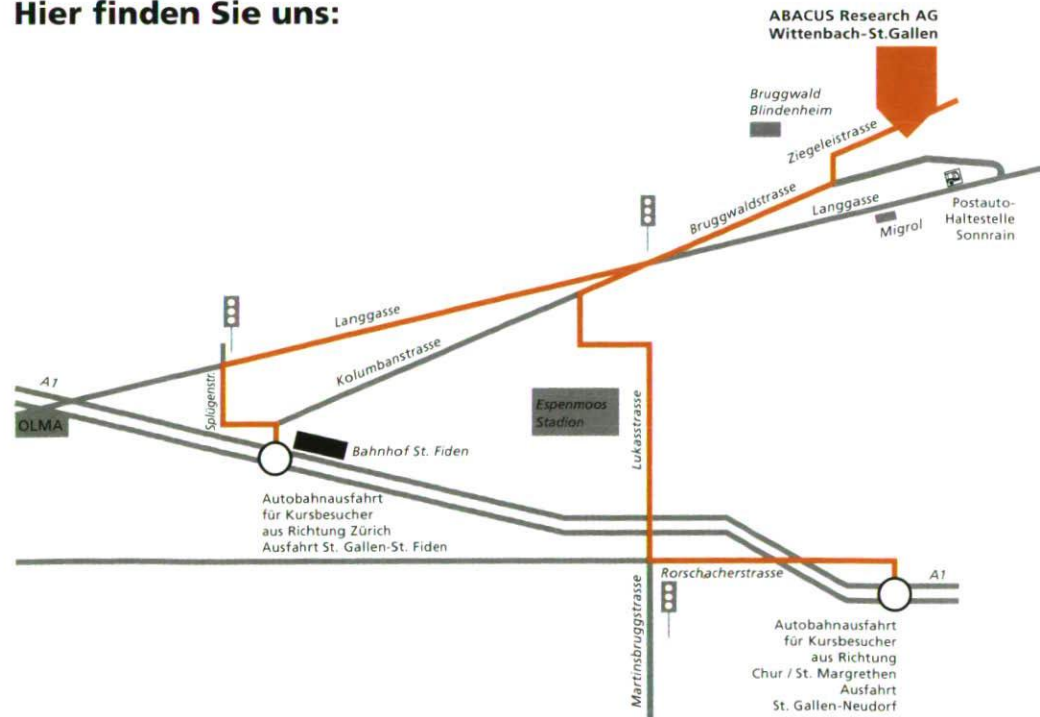 Hier finden Sie uns:
ABACUS Research AG
Wittenbach-St.Gallen
Bruggwald
Blindenheim
Ziegeleistrasse
Bruggwaldstrasse
Langgasse
Postauto-
Haltestelle
Sonnrain
Migrol
Langgasse
Kolumbanstrasse
A1
Splügenstr.
OLMA
Espenmoos
Stadion
Lukasstrasse
Bahnhof St. Fiden
Autobahnausfahrt
für Kursbesucher
aus Richtung Zürich
Ausfahrt St. Gallen-St. Fiden
Rorschacherstrasse
A1
Martinsbruggstrasse
Autobahnausfahrt
für Kursbesucher
aus Richtung
Chur / St. Margrethen
Ausfahrt
St. Gallen-Neudorf